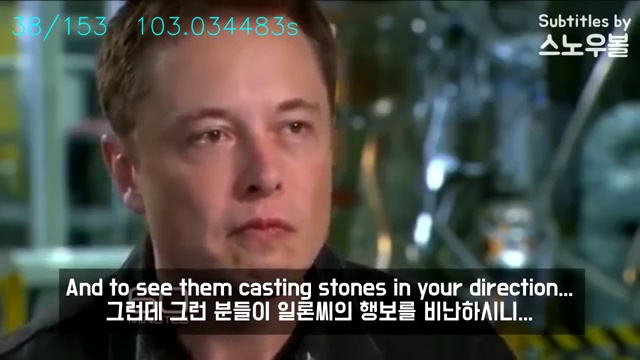 38/153 103.034483s
Subtitles by
스노우볼
And to see them casting stones in your direction...
그런데 그런 분들이 일론씨의 행보를 비난하시니...